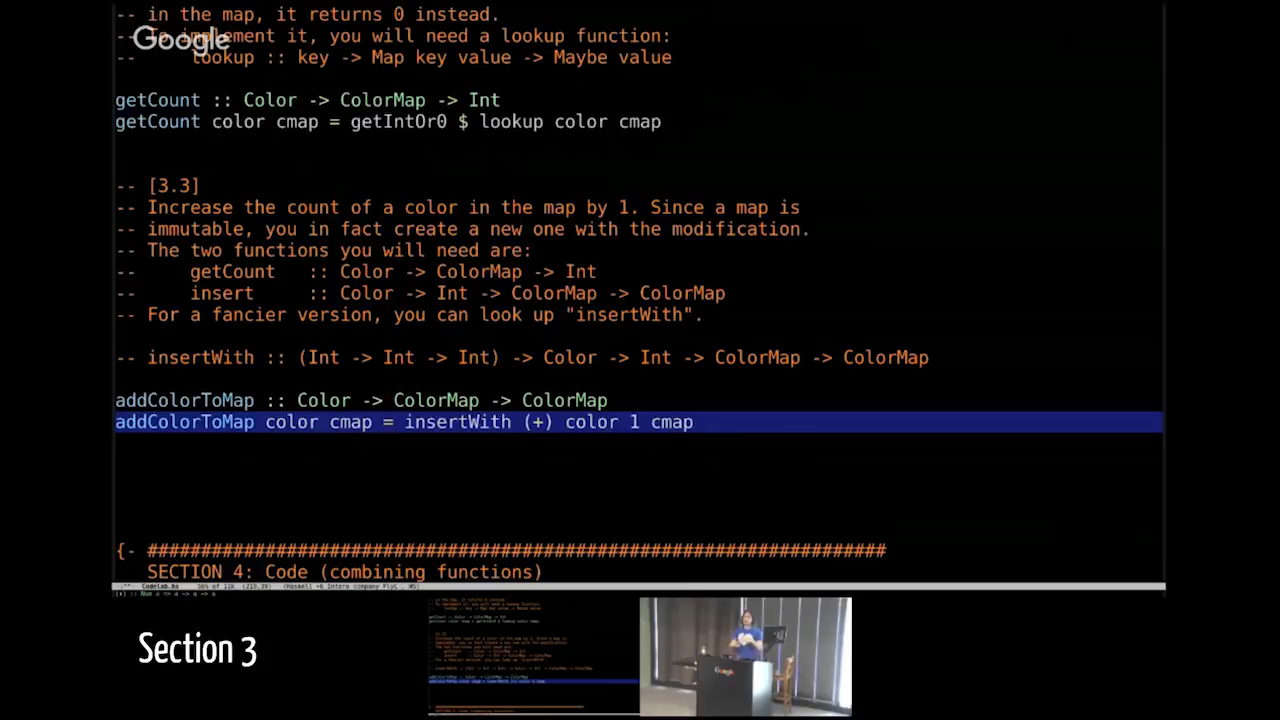 -- in the map, it returns 0 instead.
Google
-- To implement it, you will need a lookup function:
-- lookup :: key -> Map key value -> Maybe value
getCount :: Color -> ColorMap -> Int
getCount color cmap = getIntOr0 $ lookup color cmap
-- [3.3]
-- Increase the count of a color in the map by 1. Since a map is
-- immutable, you in fact create a new one with the modification.
-- The two functions you will need are:
-- getCount :: Color -> ColorMap -> Int
-- insert :: Color -> Int -> ColorMap -> ColorMap
-- For a fancier version, you can look up "insertWith".
-- insertWith :: (Int -> Int -> Int) -> Color -> Int -> ColorMap -> ColorMap
addColorToMap :: Color -> ColorMap -> ColorMap
addColorToMap color cmap = insertWith (+) color 1 cmap
{- #####################################################################
SECTION 4: Code (combining functions)
Codelab.hs
Section 3
Google